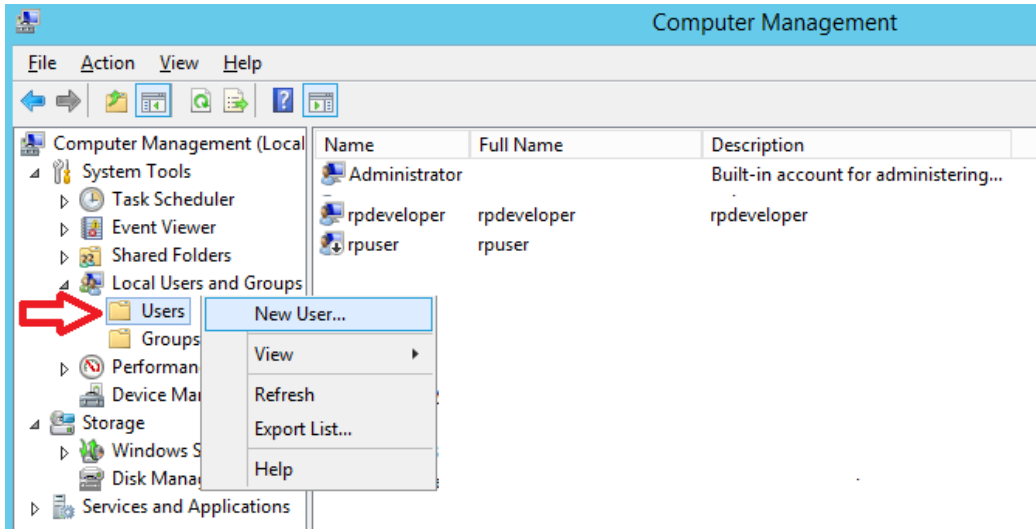 Computer Management
File Action View Help
Computer Management (Local
System Tools
Task Scheduler
Event Viewer
Shared Folders
Local Users and Groups
Users
Groups
Performan
Device Mar
Storage
Windows S
Disk Mana
Services and Applications
New User...
View
Refresh
Export List...
Help
Name Full Name Description
Administrator Built-in account for administering...
rpdeveloper rpdeveloper rpdeveloper
rpuser rpuser